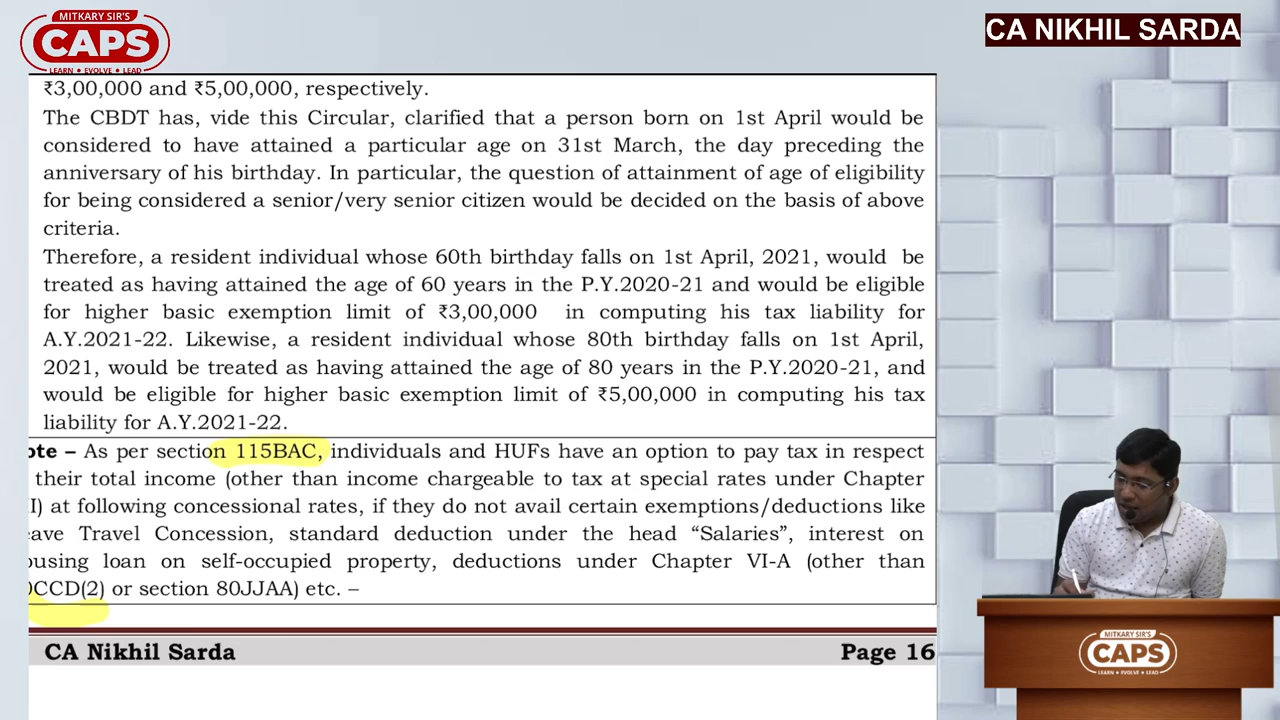 MITKARY SIR'S
CAPS
LEARN • EVOLVE • LEAD
CA NIKHIL SARDA
₹3,00,000 and ₹5,00,000, respectively.
The CBDT has, vide this Circular, clarified that a person born on 1st April would be
considered to have attained a particular age on 31st March, the day preceding the
anniversary of his birthday. In particular, the question of attainment of age of eligibility
for being considered a senior/very senior citizen would be decided on the basis of above
criteria.
Therefore, a resident individual whose 60th birthday falls on 1st April, 2021, would be
treated as having attained the age of 60 years in the P.Y.2020-21 and would be eligible
for higher basic exemption limit of ₹3,00,000 in computing his tax liability for
A.Y.2021-22. Likewise, a resident individual whose 80th birthday falls on 1st April,
2021, would be treated as having attained the age of 80 years in the P.Y.2020-21, and
would be eligible for higher basic exemption limit of ₹5,00,000 in computing his tax
liability for A.Y.2021-22.
ote – As per section 115BAC, individuals and HUFs have an option to pay tax in respect
their total income (other than income chargeable to tax at special rates under Chapter
I) at following concessional rates, if they do not avail certain exemptions/deductions like
eave Travel Concession, standard deduction under the head “Salaries”, interest on
ousing loan on self-occupied property, deductions under Chapter VI-A (other than
CCD(2) or section 80JJAA) etc. –
CA Nikhil Sarda Page 16
MITKARY SIR'S
CAPS
LEARN • EVOLVE • LEAD